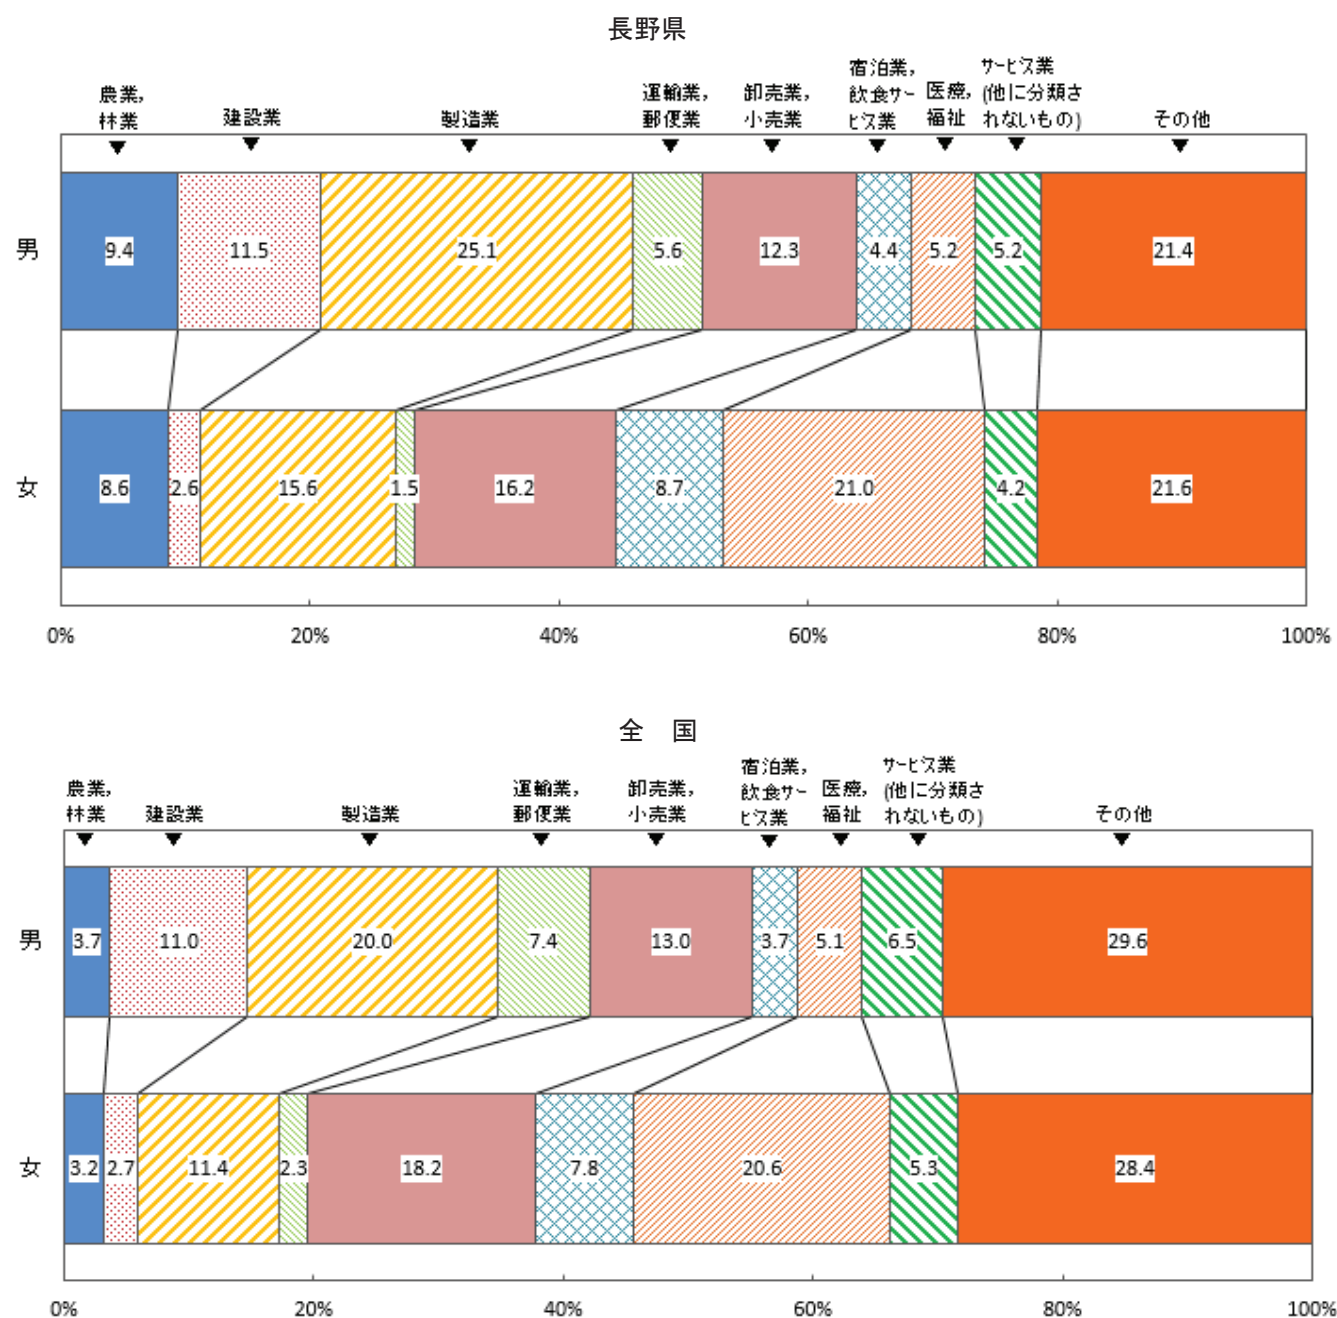 長野県
農業，
林業
建設業
製造業
運輸業，
郵便業
卸売業，
小売業
宿泊業，
飲食サー
ビス業
医療，
福祉
サービス業
(他に分類さ
れないもの)
その他
男
9.4
11.5
25.1
5.6
12.3
4.4
5.2
5.2
21.4
女
8.6
2.6
15.6
1.5
16.2
8.7
21.0
4.2
21.6
0%
20%
40%
60%
80%
100%
全　国
農業，
林業
建設業
製造業
運輸業，
郵便業
卸売業，
小売業
宿泊業，
飲食サー
ビス業
医療，
福祉
サービス業
(他に分類さ
れないもの)
その他
男
3.7
11.0
20.0
7.4
13.0
3.7
5.1
6.5
29.6
女
3.2
2.7
11.4
2.3
18.2
7.8
20.6
5.3
28.4
0%
20%
40%
60%
80%
100%